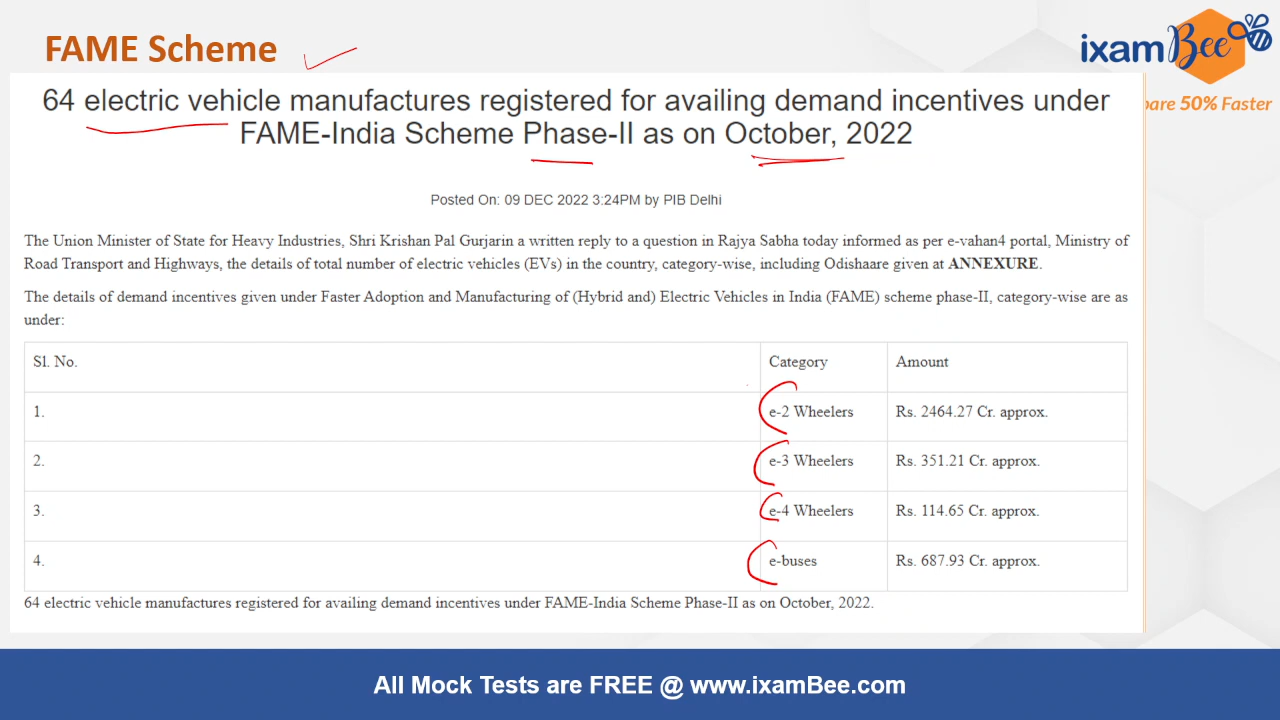 FAME Scheme
ixamBee
pare 50% Faster
64 electric vehicle manufactures registered for availing demand incentives under
FAME-India Scheme Phase-II as on October, 2022
Posted On: 09 DEC 2022 3:24PM by PIB Delhi
The Union Minister of State for Heavy Industries, Shri Krishan Pal Gurjarin a written reply to a question in Rajya Sabha today informed as per e-vahan4 portal, Ministry of
Road Transport and Highways, the details of total number of electric vehicles (EVs) in the country, category-wise, including Odishaare given at ANNEXURE.
The details of demand incentives given under Faster Adoption and Manufacturing of (Hybrid and) Electric Vehicles in India (FAME) scheme phase-II, category-wise are as
under:
Sl. No. Category Amount
1. e-2 Wheelers Rs. 2464.27 Cr. approx.
2. e-3 Wheelers Rs. 351.21 Cr. approx.
3. e-4 Wheelers Rs. 114.65 Cr. approx.
4. e-buses Rs. 687.93 Cr. approx.
64 electric vehicle manufactures registered for availing demand incentives under FAME-India Scheme Phase-II as on October, 2022.
All Mock Tests are FREE @ www.ixamBee.com